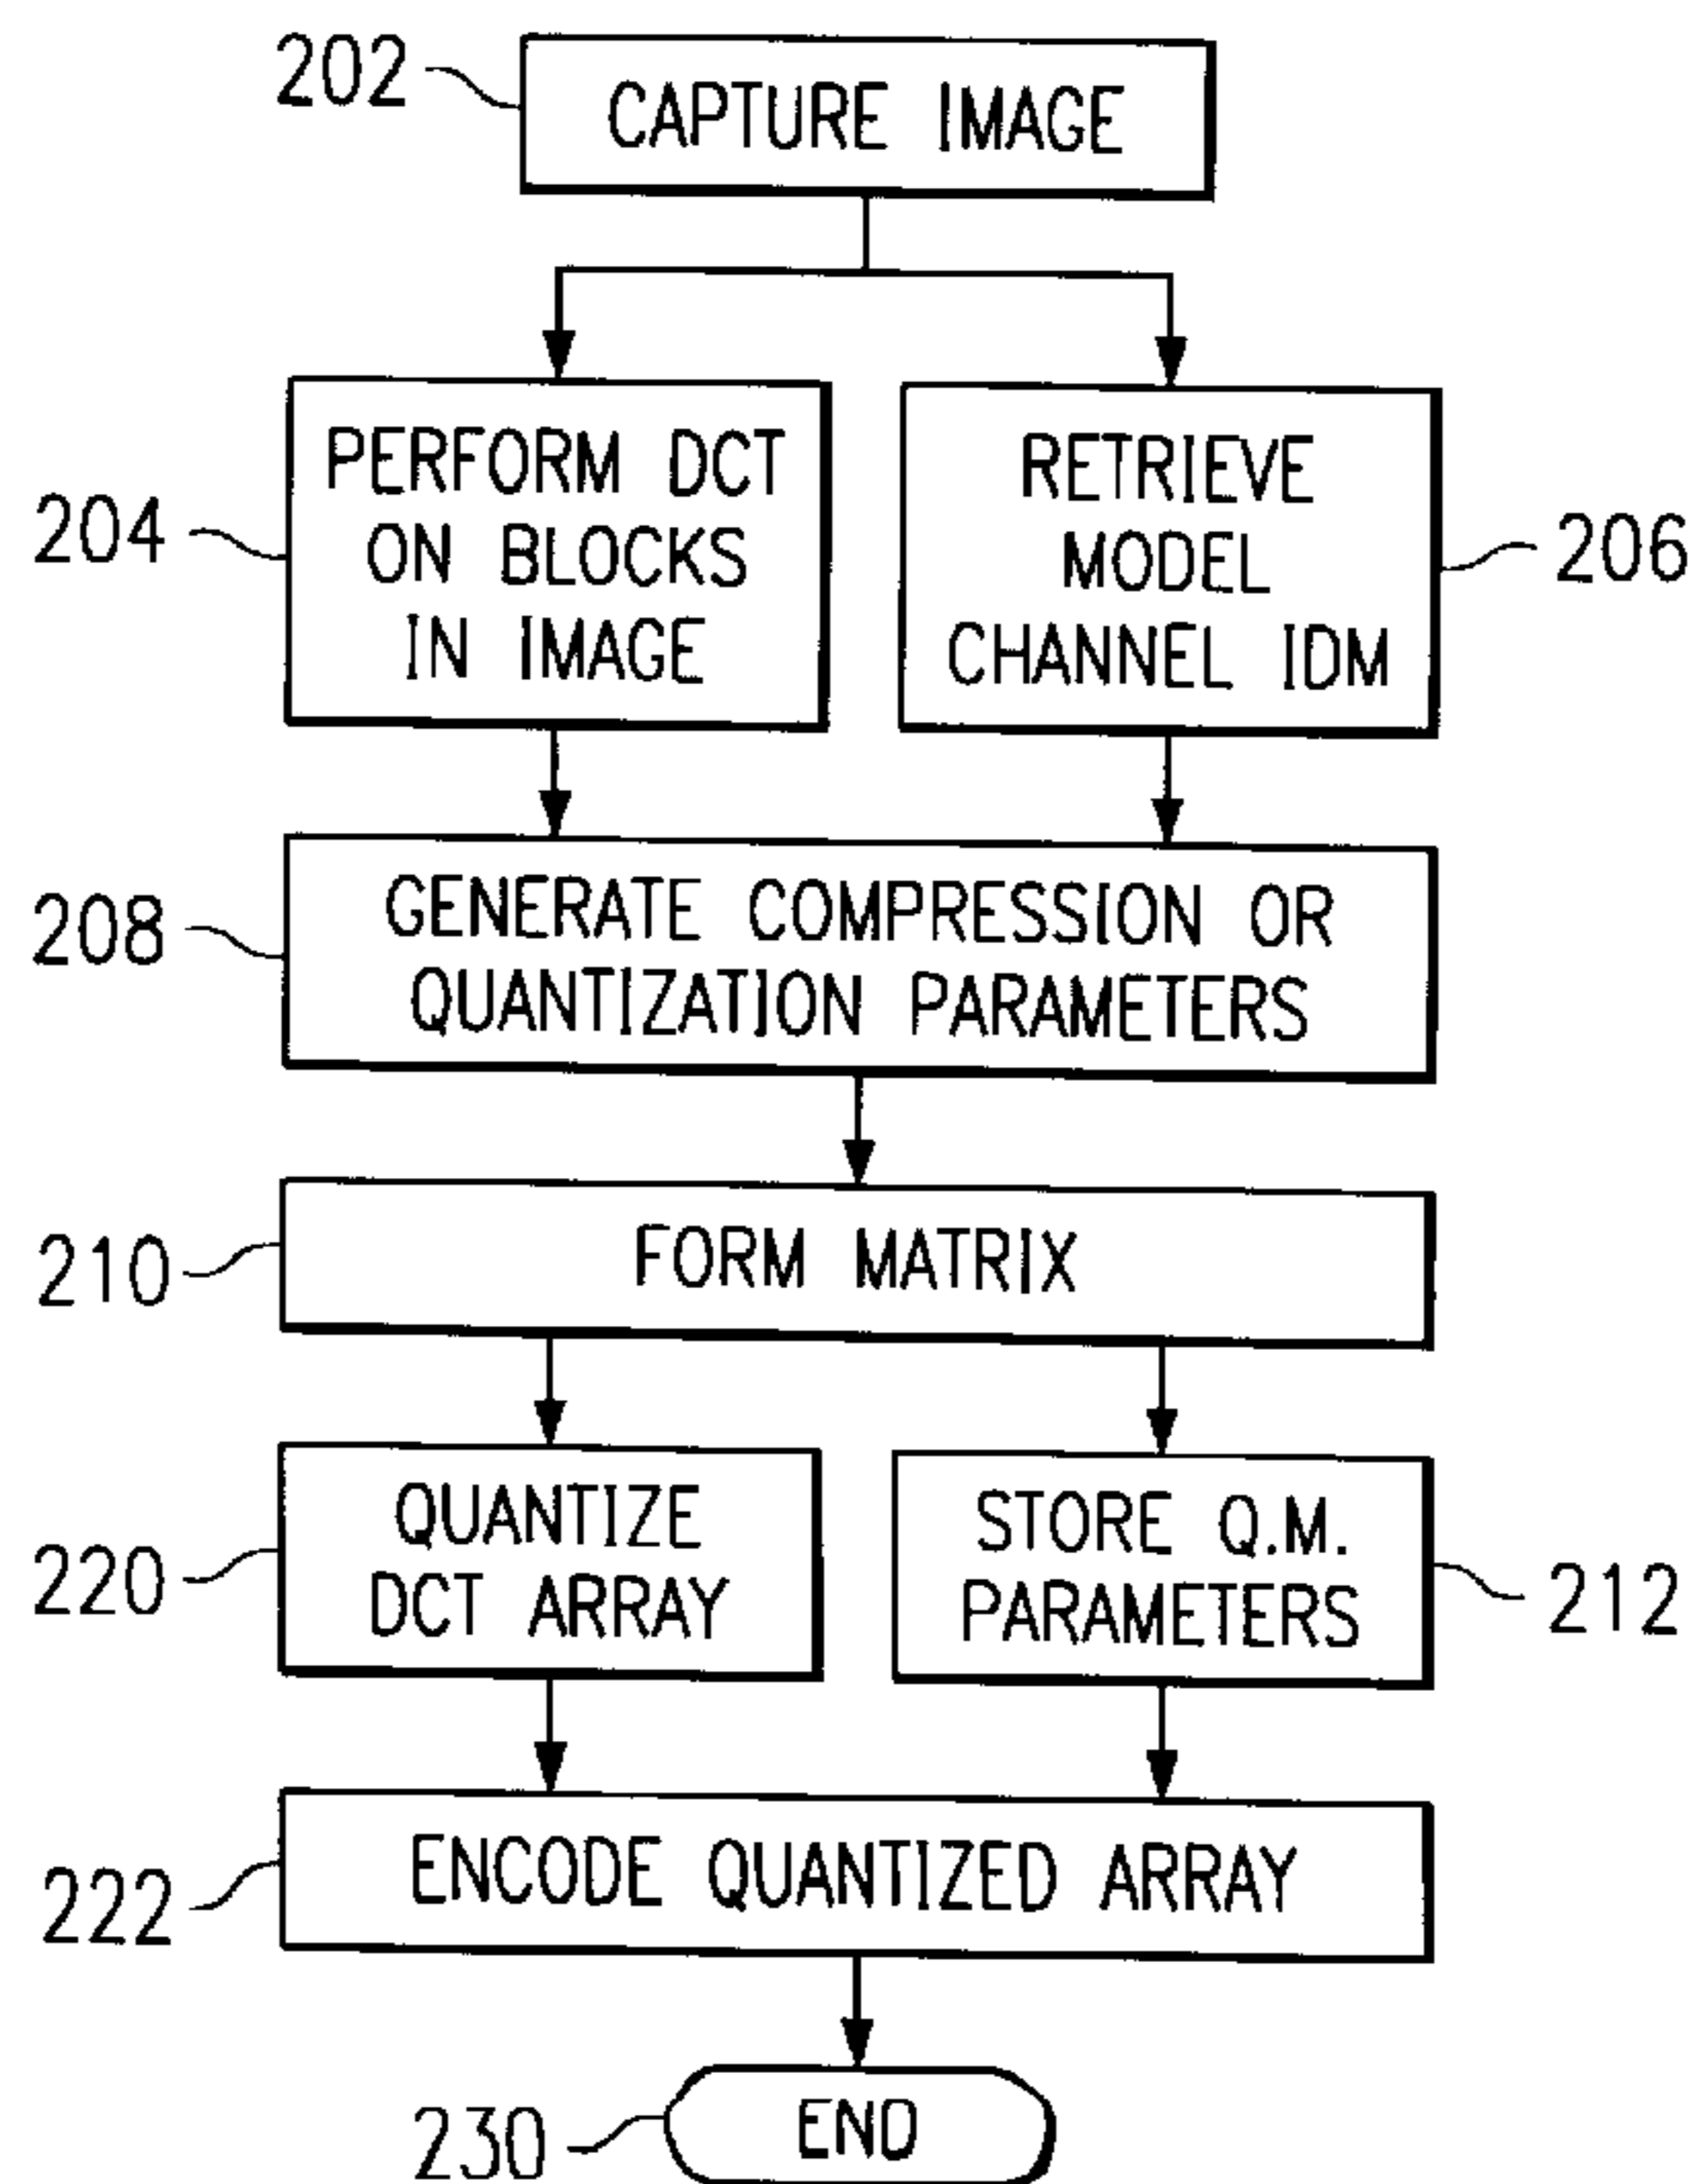 202
CAPTURE IMAGE
204
PERFORM DCT
ON BLOCKS
IN IMAGE
RETRIEVE
MODEL
CHANNEL IDM
206
208
GENERATE COMPRESSION OR
QUANTIZATION PARAMETERS
210
FORM MATRIX
220
QUANTIZE
DCT ARRAY
STORE Q.M.
PARAMETERS
212
222
ENCODE QUANTIZED ARRAY
230
END